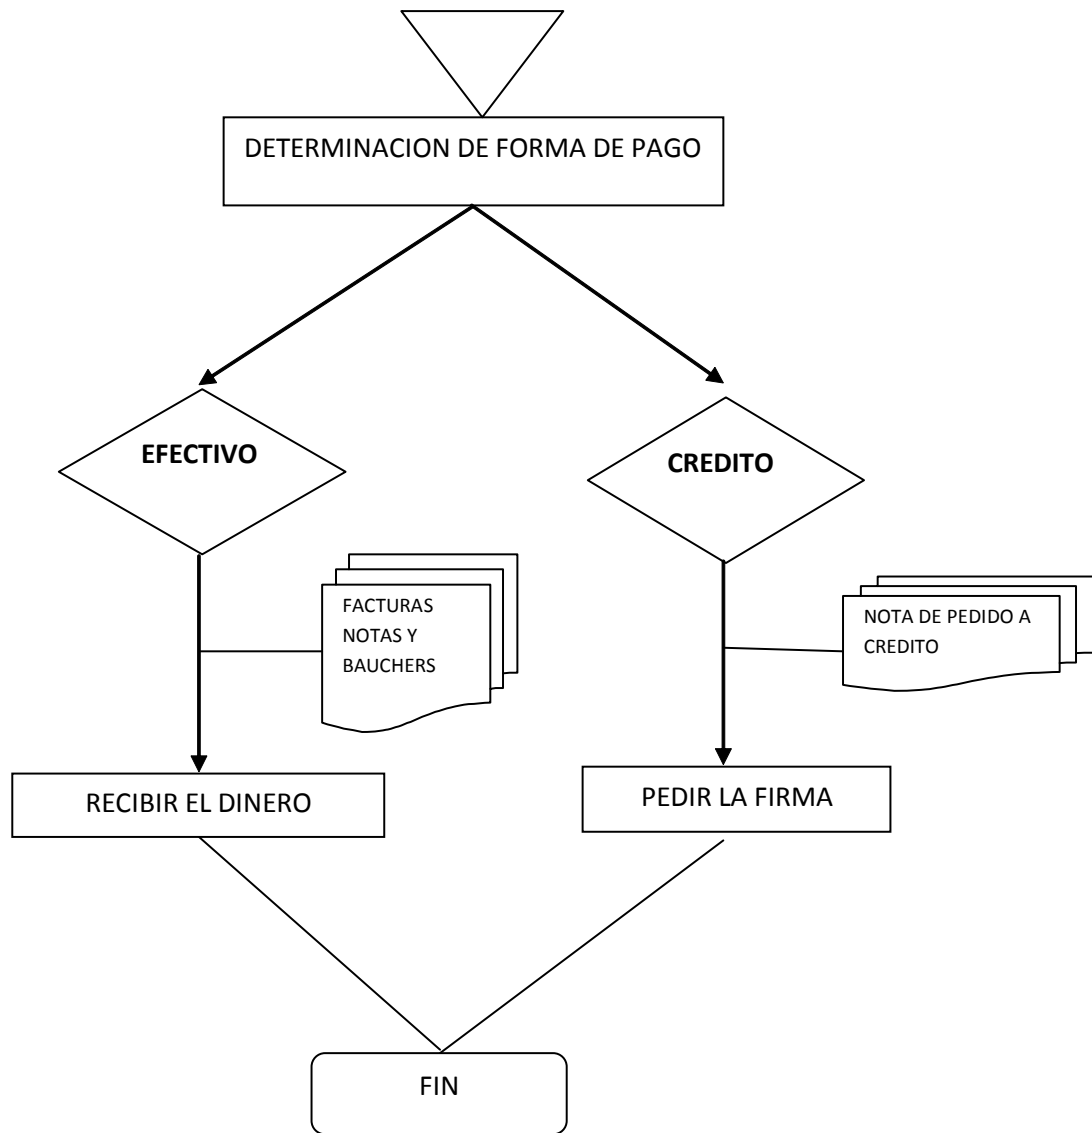 DETERMINACION DE FORMA DE PAGO
EFECTIVO
CREDITO
FACTURAS
NOTAS Y
BAUCHERS
NOTA DE PEDIDO A
CREDITO
RECIBIR EL DINERO
PEDIR LA FIRMA
FIN